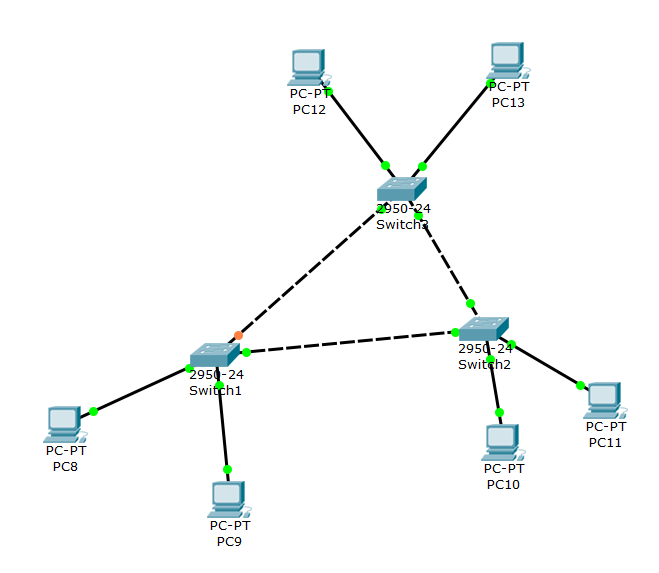 PC-PT
PC12
PC-PT
PC13
2950-24
Switch3
2950-24
Switch1
2950-24
Switch2
PC-PT
PC8
PC-PT
PC9
PC-PT
PC10
PC-PT
PC11